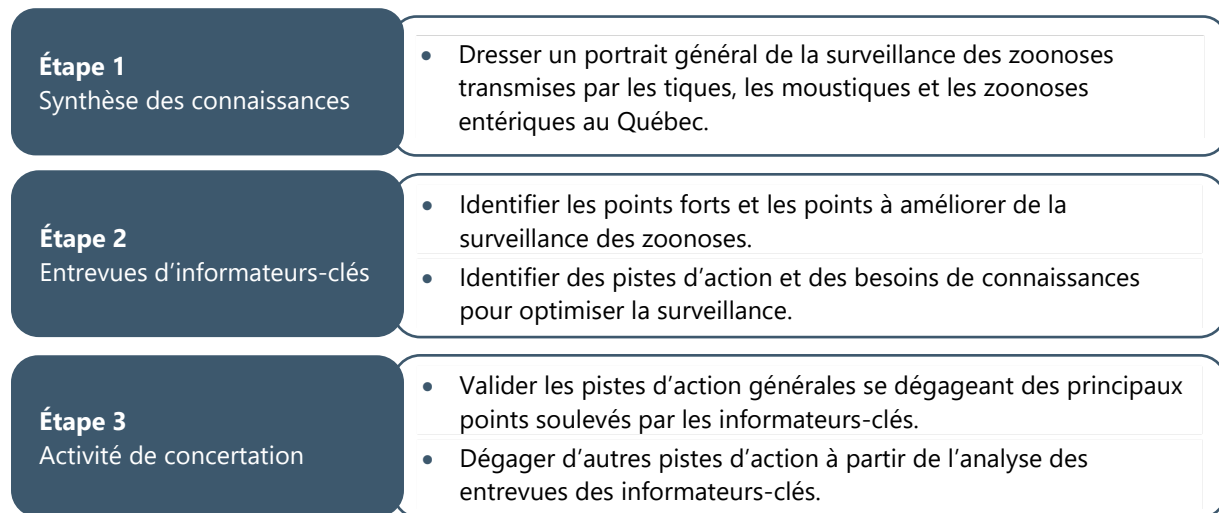 Étape 1
Synthèse des connaissances
• Dresser un portrait général de la surveillance des zoonoses
transmises par les tiques, les moustiques et les zoonoses
entériques au Québec.
Étape 2
Entrevues d’informateurs-clés
• Identifier les points forts et les points à améliorer de la
surveillance des zoonoses.
• Identifier des pistes d’action et des besoins de connaissances
pour optimiser la surveillance.
Étape 3
Activité de concertation
• Valider les pistes d’action générales se dégageant des principaux
points soulevés par les informateurs-clés.
• Dégager d’autres pistes d’action à partir de l’analyse des
entrevues des informateurs-clés.